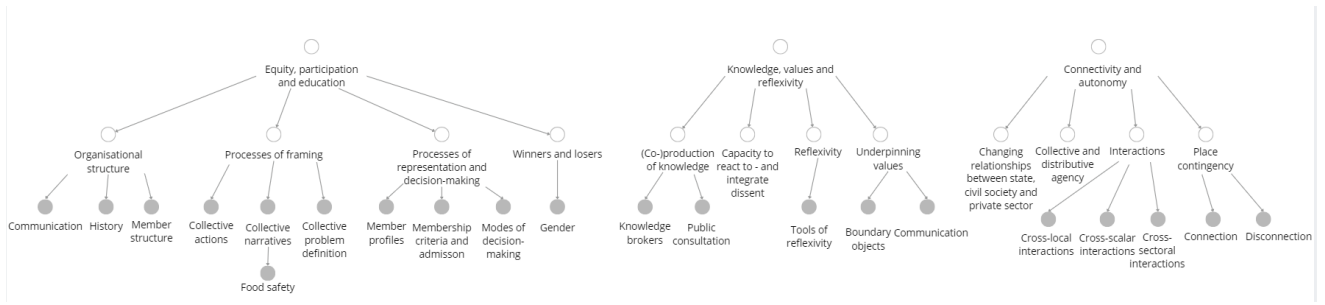 Equity, participation
and education
Knowledge, values and
reflexivity
Connectivity and
autonomy
Organisational
structure
Processes of framing
Processes of
representation and
decision-making
Winners and losers
(Co-)production
of knowledge
Capacity to
react to - and
integrate
dissent
Reflexivity
Underpinning
values
Changing
relationships
between state,
civil society and
private sector
Collective and
distributive
agency
Interactions
Place
contingency
Communication
History
Member
structure
Collective
actions
Collective
narratives
Collective
problem
definition
Member
profiles
Membership
criteria and
admisson
Modes of
decision-
making
Gender
Knowledge
brokers
Public
consultation
Tools of
reflexivity
Boundary
objects
Communication
Cross-local
interactions
Cross-scalar
interactions
Cross-
sectoral
interactions
Connection
Disconnection
Food safety